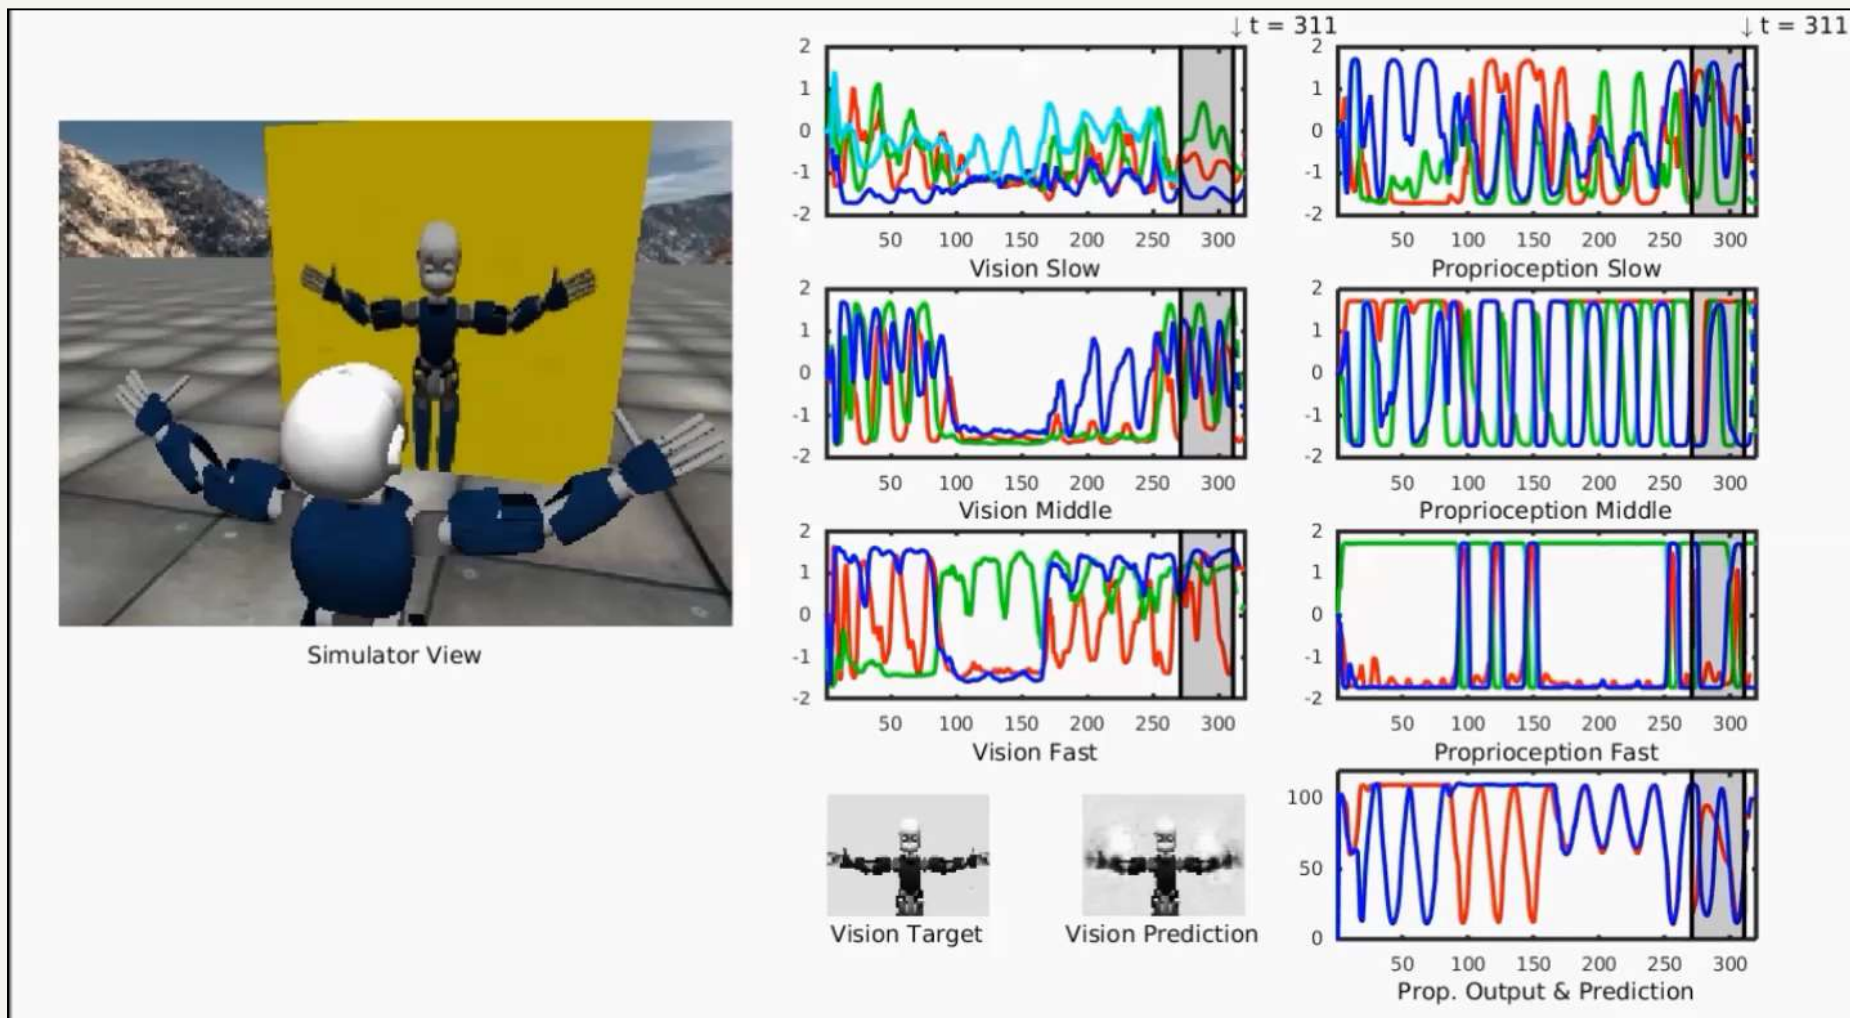 ↓ t = 311
↓ t = 311
2
1
0
-1
-2
50 100 150 200 250 300
Vision Slow
2
1
0
-1
-2
50 100 150 200 250 300
Proprioception Slow
2
1
0
-1
-2
50 100 150 200 250 300
Vision Middle
2
1
0
-1
-2
50 100 150 200 250 300
Proprioception Middle
Simulator View
2
1
0
-1
-2
50 100 150 200 250 300
Vision Fast
2
1
0
-1
-2
50 100 150 200 250 300
Proprioception Fast
Vision Target
Vision Prediction
100
50
0
50 100 150 200 250 300
Prop. Output & Prediction